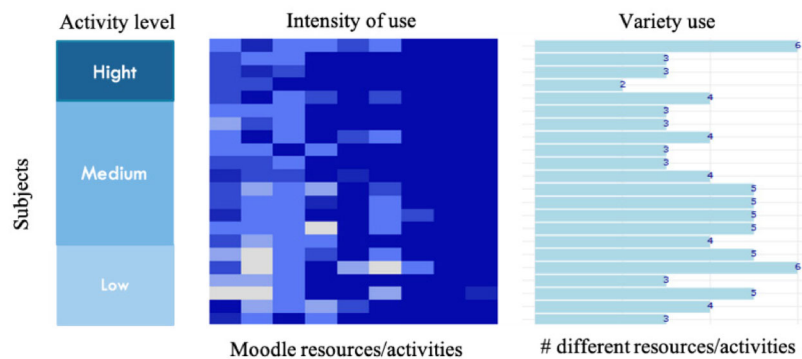 Activity level
Intensity of use
Variety use
Subjects
Hight
Medium
Low
6
3
3
2
4
3
3
4
3
3
4
5
5
5
5
4
5
6
3
5
4
3
Moodle resources/activities
# different resources/activities